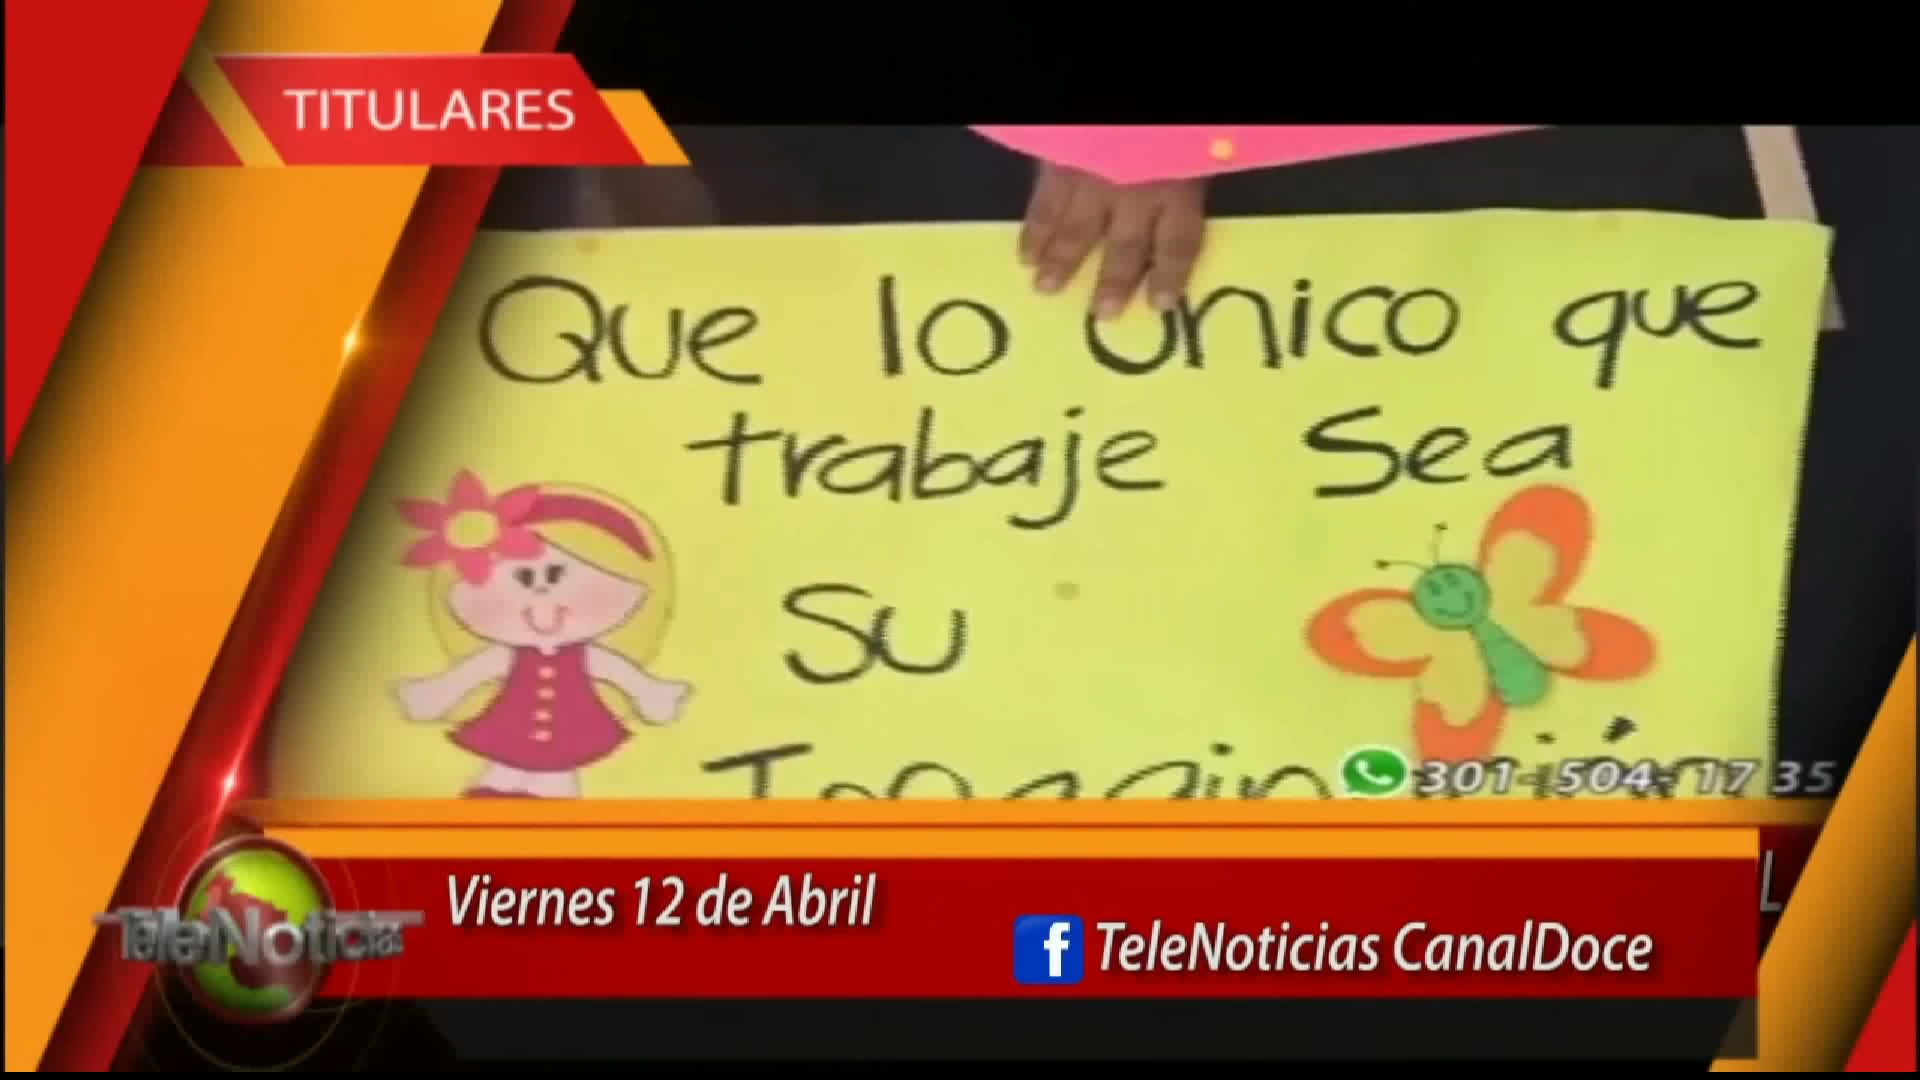 TITULARES
Que lo único que
trabaje Sea
Su
Imaginación
301 504 17 35
Viernes 12 de Abril
TeleNoticias
f TeleNoticias CanalDoce